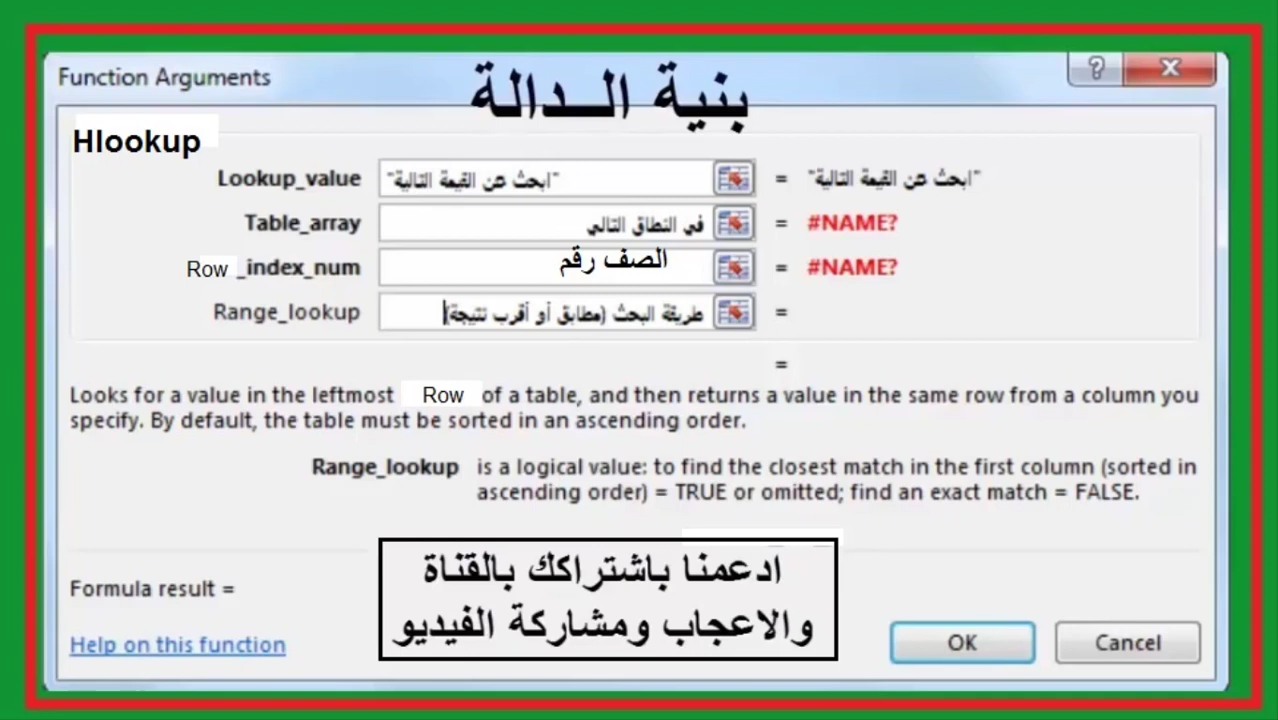 Function Arguments
بنية الـــدالة
Hlookup
Lookup_value "ابحث عن القيمة التالية" = "ابحث عن القيمة التالية"
Table_array في النطاق التالي = #NAME?
Row _index_num الصف رقم = #NAME?
Range_lookup طريقة البحث (مطابق أو أقرب نتيجة) =
=
Looks for a value in the leftmost Row of a table, and then returns a value in the same row from a column you
specify. By default, the table must be sorted in an ascending order.
Range_lookup is a logical value: to find the closest match in the first column (sorted in
ascending order) = TRUE or omitted; find an exact match = FALSE.
ادعمنا باشتراكك بالقناة
والاعجاب ومشاركة الفيديو
Formula result =
Help on this function
OK Cancel